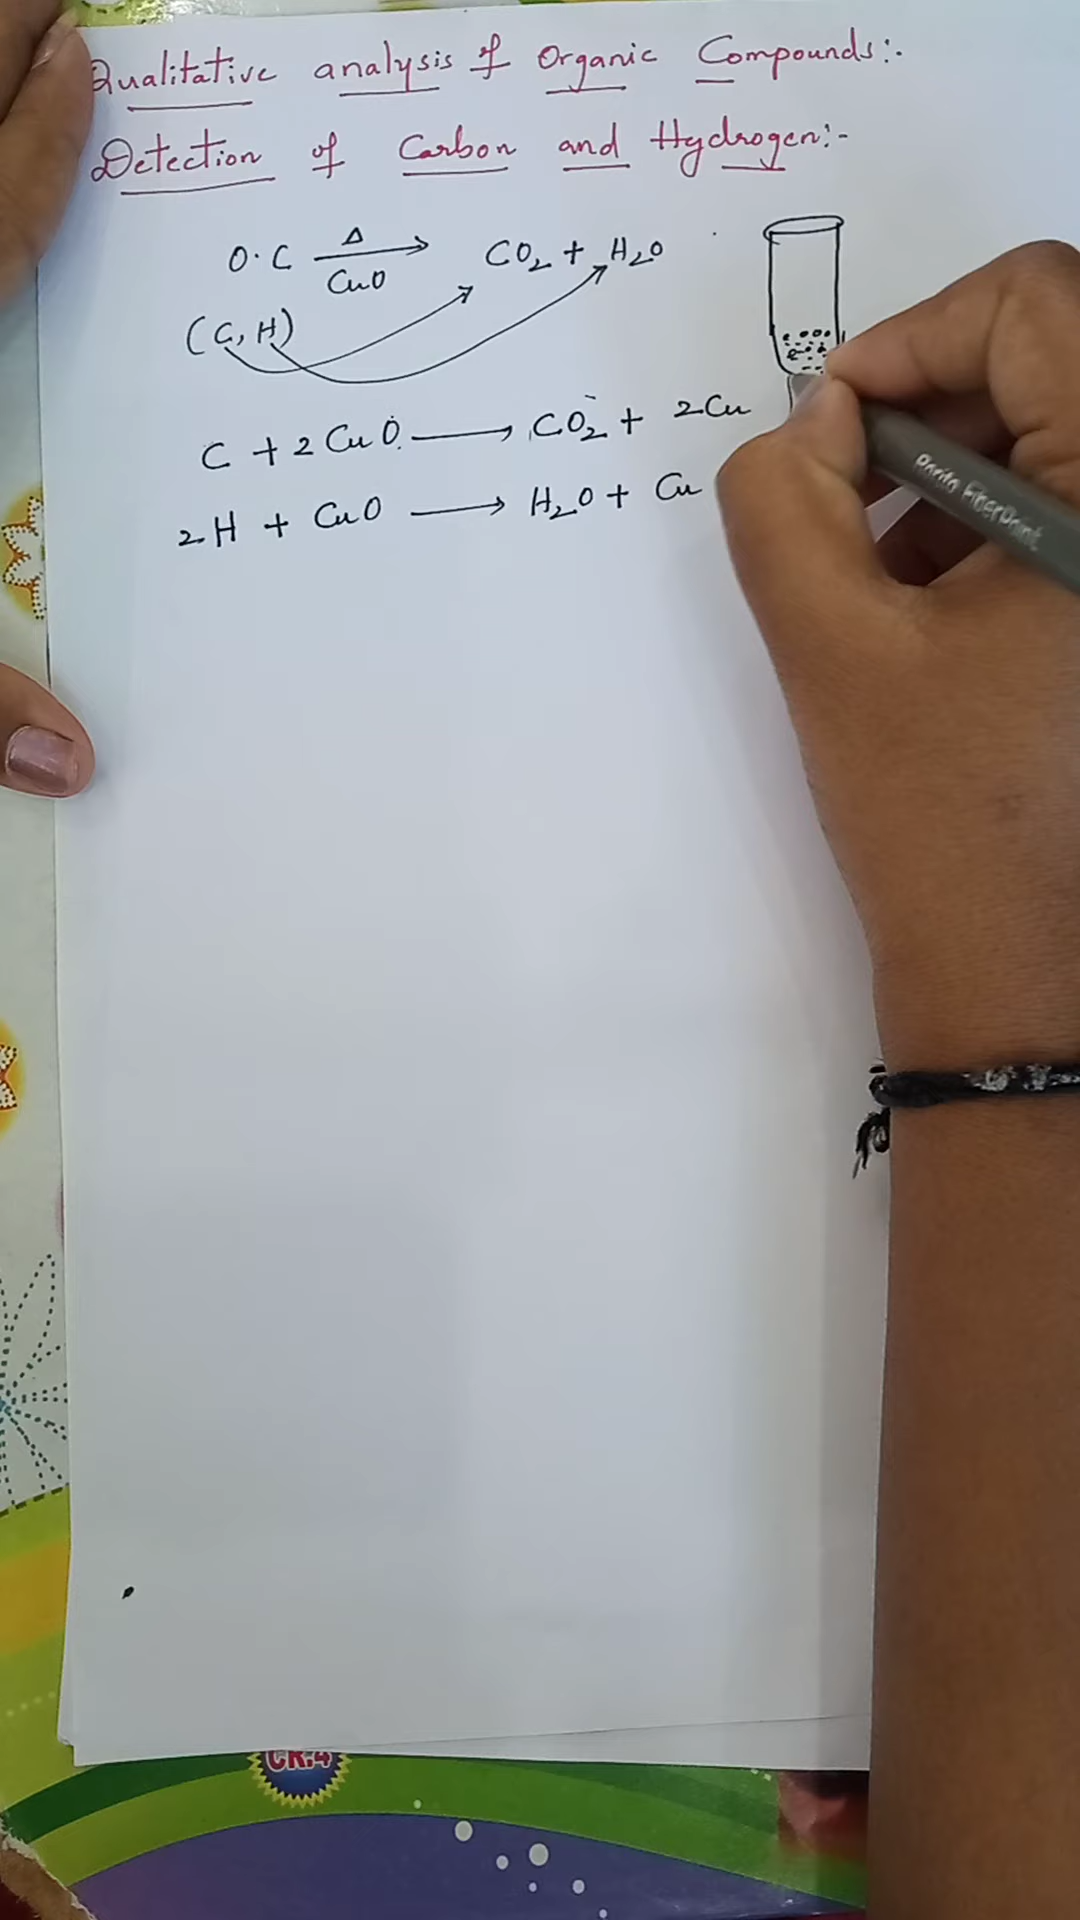 Qualitative analysis of Organic Compounds:-
Detection of Carbon and Hydrogen:-
O.C —Δ/CuO→ CO₂ + H₂O
(C, H)
C + 2CuO ⟶ CO₂ + 2Cu
2H + CuO ⟶ H₂O + Cu
Parito FiberPoint
CR.4